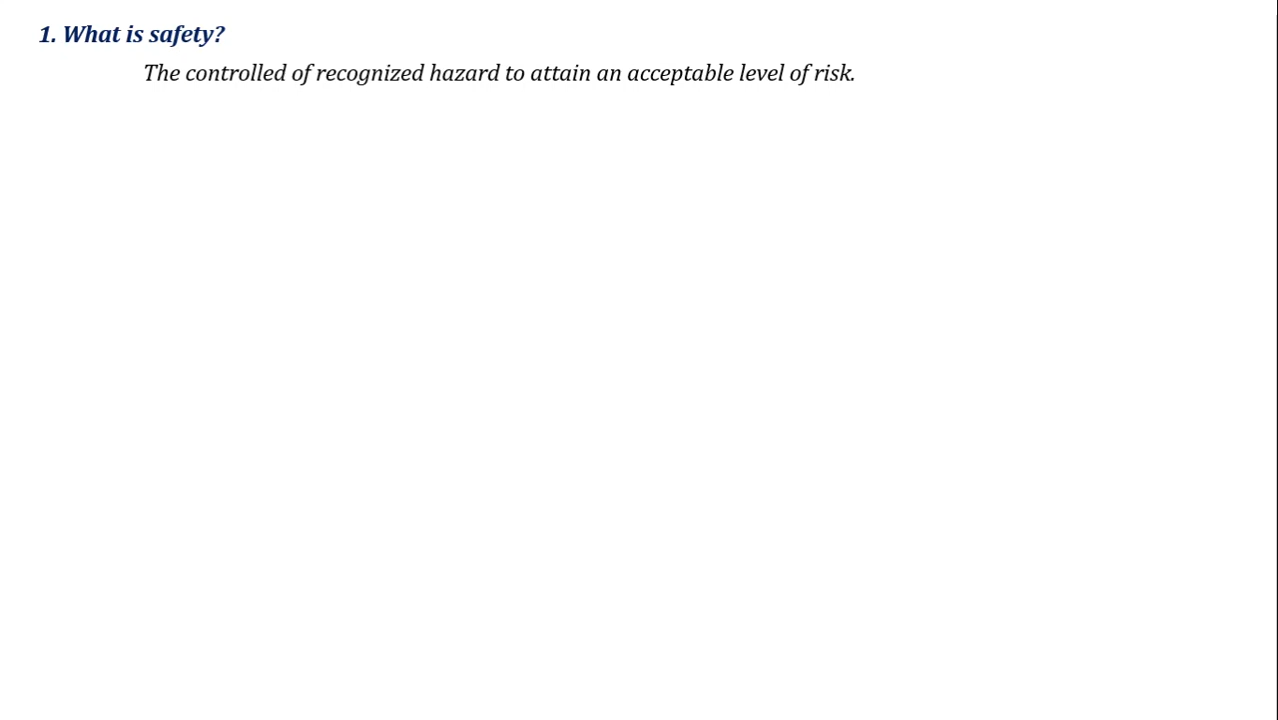 1. What is safety?
The controlled of recognized hazard to attain an acceptable level of risk.